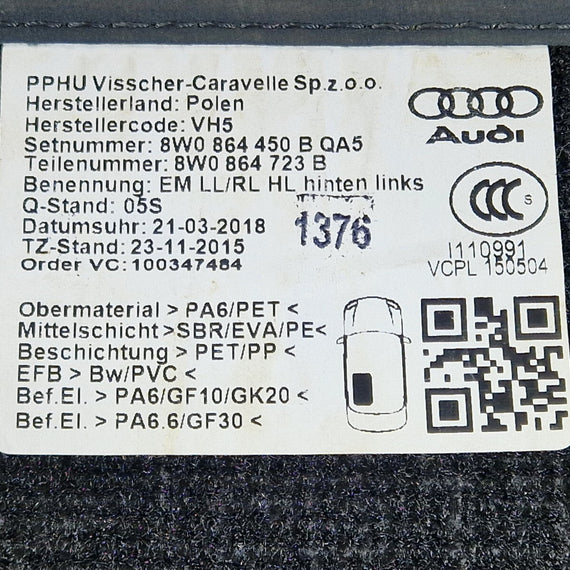 PPHU Visscher-Caravelle Sp.z.o.o.
Herstellerland: Polen
Herstellercode: VH5
Setnummer: 8W0 864 450 B QA5
Teilenummer: 8W0 864 723 B
Benennung: EM LL/RL HL hinten links
Q-Stand: 05S
Datumsuhr: 21-03-2018
TZ-Stand: 23-11-2015
Order VC: 100347484
1376
Audi
CCC S
I110991
VCPL 150504
Obermaterial > PA6/PET <
Mittelschicht >SBR/EVA/PE<
Beschichtung > PET/PP <
EFB > Bw/PVC <
Bef.El. > PA6/GF10/GK20 <
Bef.El. > PA6.6/GF30 <